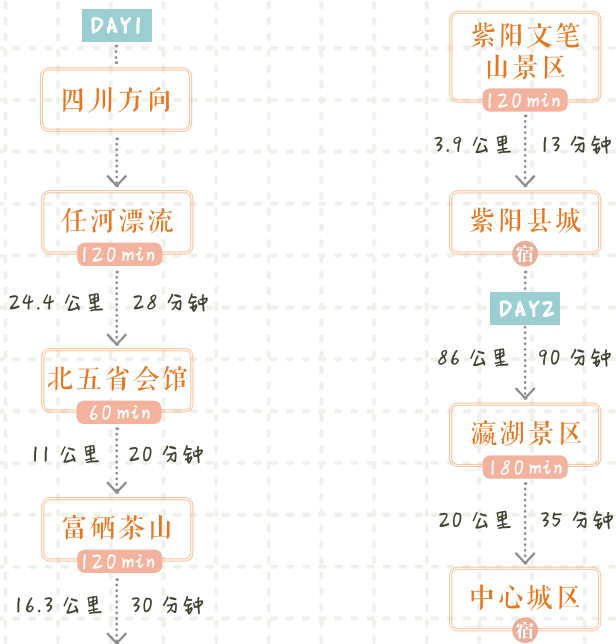 DAY1
四川方向
任河漂流
120min
24.4 公里 28 分钟
北五省会馆
60min
11 公里 20 分钟
富硒茶山
120min
16.3 公里 30 分钟
紫阳文笔
山景区
120min
3.9 公里 13 分钟
紫阳县城
宿
DAY2
86 公里 90 分钟
瀛湖景区
180min
20 公里 35 分钟
中心城区
宿